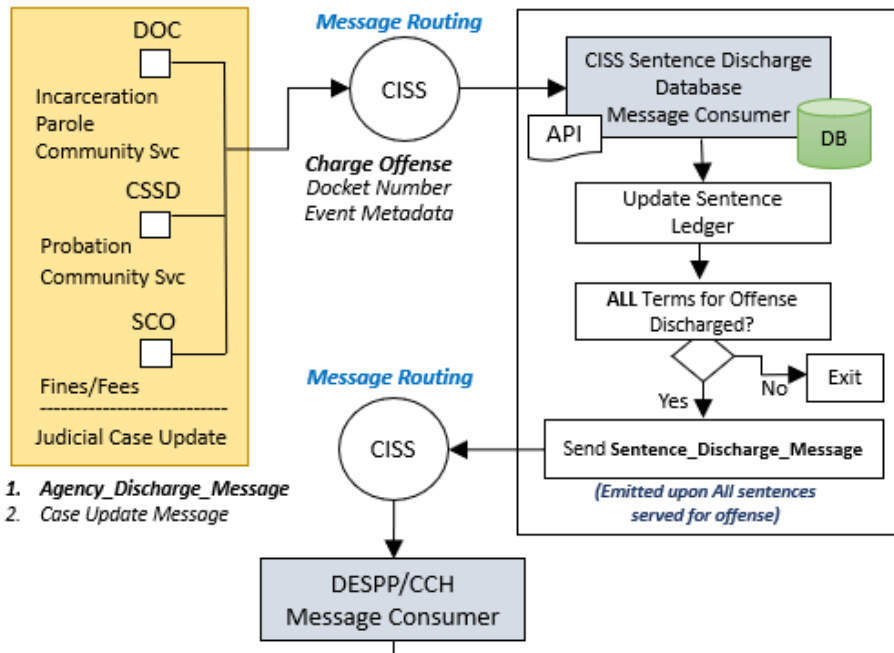 DOC
Incarceration
Parole
Community Svc
CSSD
Probation
Community Svc
SCO
Fines/Fees
----------------------------
Judicial Case Update
1. Agency_Discharge_Message
2. Case Update Message
Message Routing
CISS
Charge Offense
Docket Number
Event Metadata
CISS Sentence Discharge
Database
Message Consumer
API
DB
Update Sentence
Ledger
ALL Terms for Offense
Discharged?
No
Exit
Yes
Send Sentence_Discharge_Message
(Emitted upon All sentences
served for offense)
Message Routing
CISS
DESPP/CCH
Message Consumer